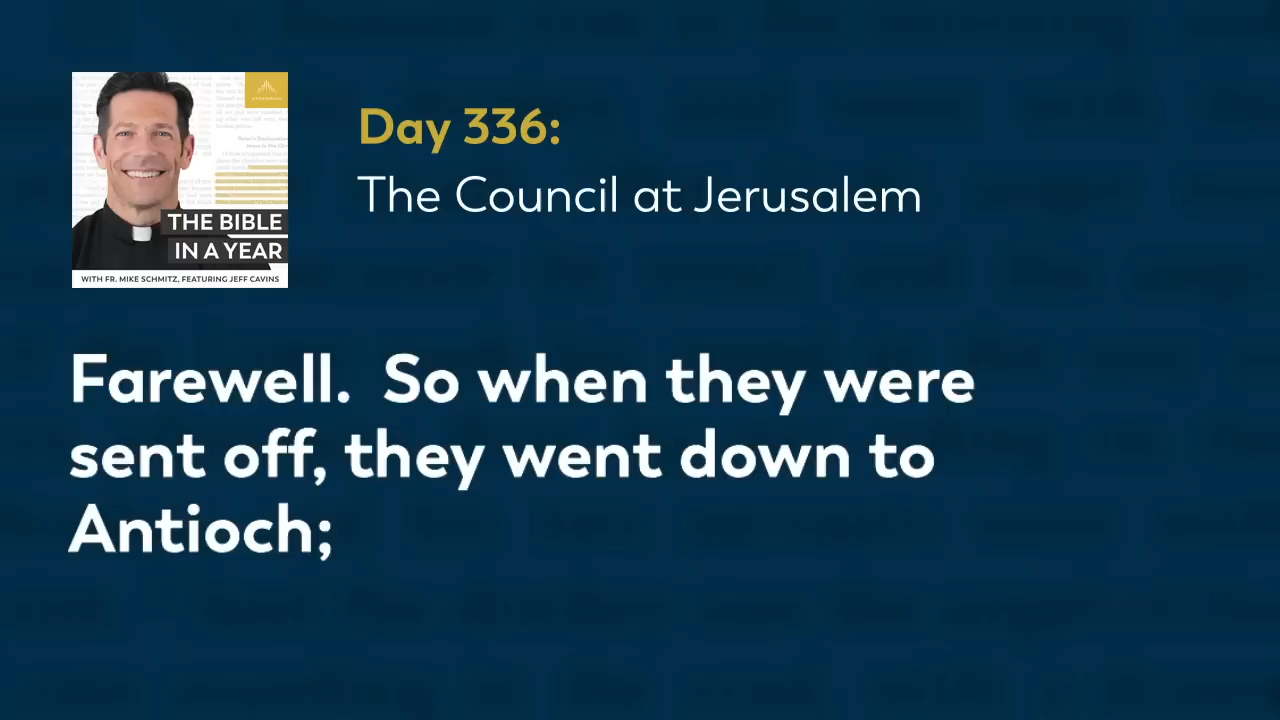 Day 336:
The Council at Jerusalem
THE BIBLE
IN A YEAR
WITH FR. MIKE SCHMITZ, FEATURING JEFF CAVINS
Farewell.  So when they were
sent off, they went down to
Antioch;